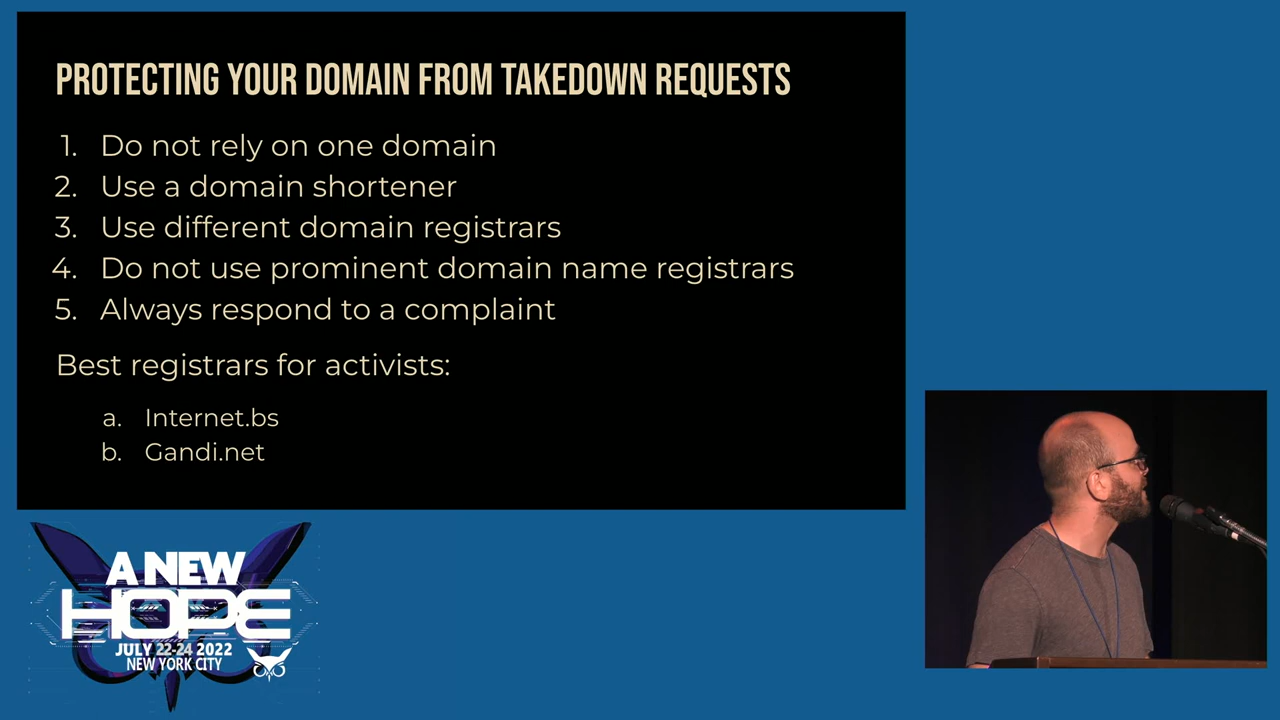 PROTECTING YOUR DOMAIN FROM TAKEDOWN REQUESTS
1. Do not rely on one domain
2. Use a domain shortener
3. Use different domain registrars
4. Do not use prominent domain name registrars
5. Always respond to a complaint
Best registrars for activists:
a. Internet.bs
b. Gandi.net
A NEW
HOPE
JULY 22-24 2022
NEW YORK CITY